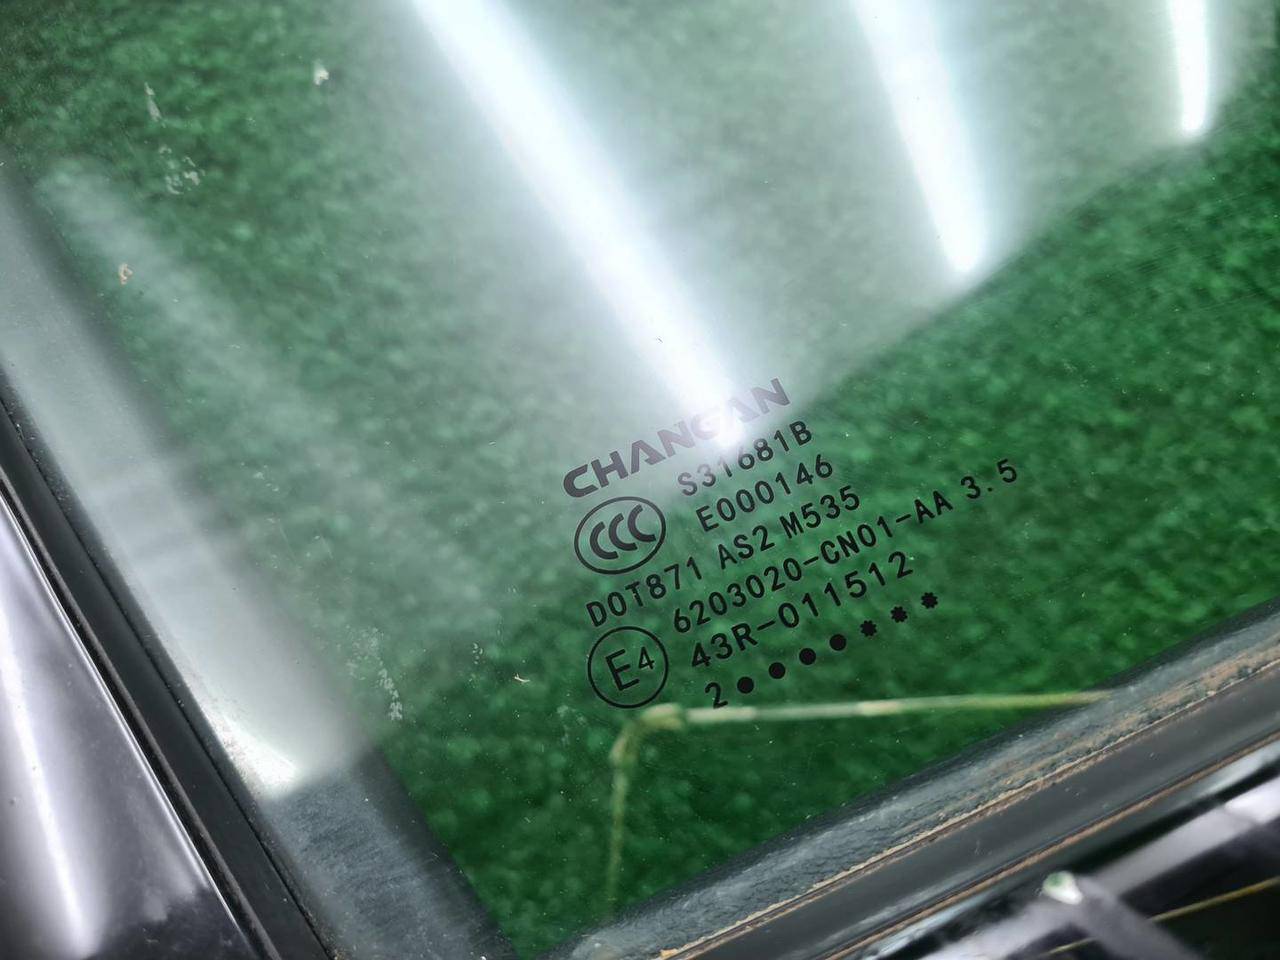 CHANGAN
CCC S31681B
E000146
DOT871 AS2 M535
6203020-CN01-AA 3.5
E4 43R-011512
2●●●●✱✱✱